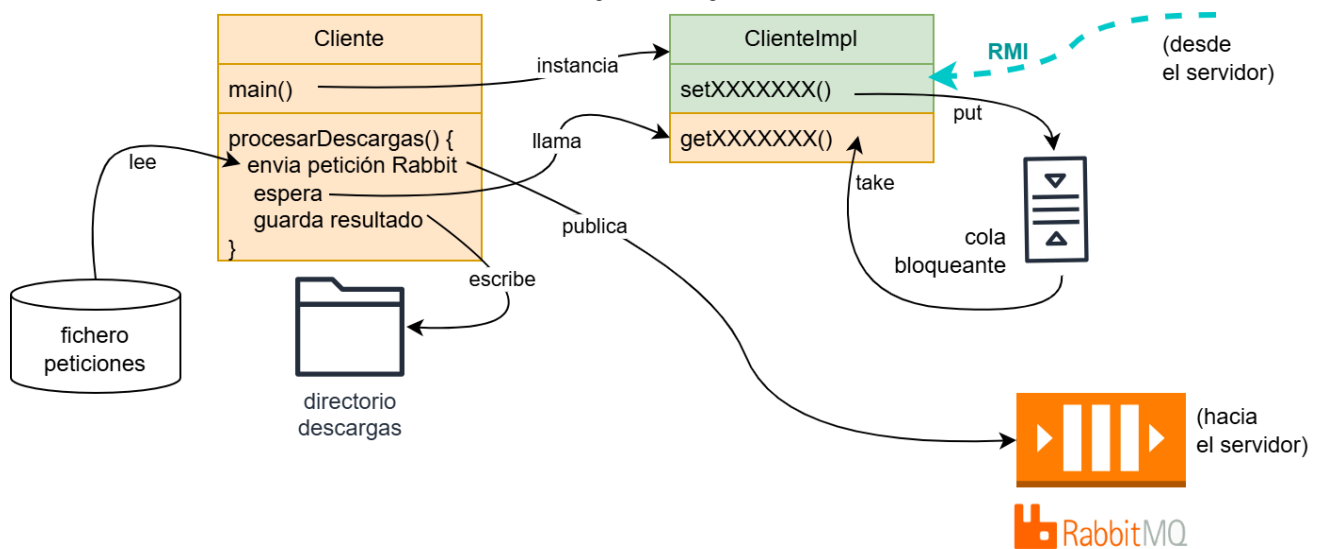 Cliente
main()
procesarDescargas() {
envia petición Rabbit
espera
guarda resultado
}
ClienteImpl
setXXXXXXX()
getXXXXXXX()
RMI
(desde
el servidor)
instancia
llama
put
take
lee
publica
cola
bloqueante
escribe
fichero
peticiones
directorio
descargas
(hacia
el servidor)
RabbitMQ